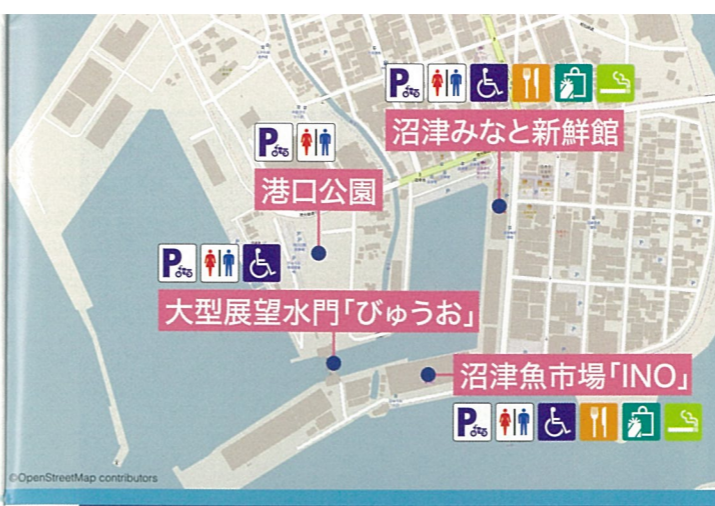 沼津みなと新鮮館
港口公園
大型展望水門「びゅうお」
沼津魚市場「INO」
©OpenStreetMap contributors